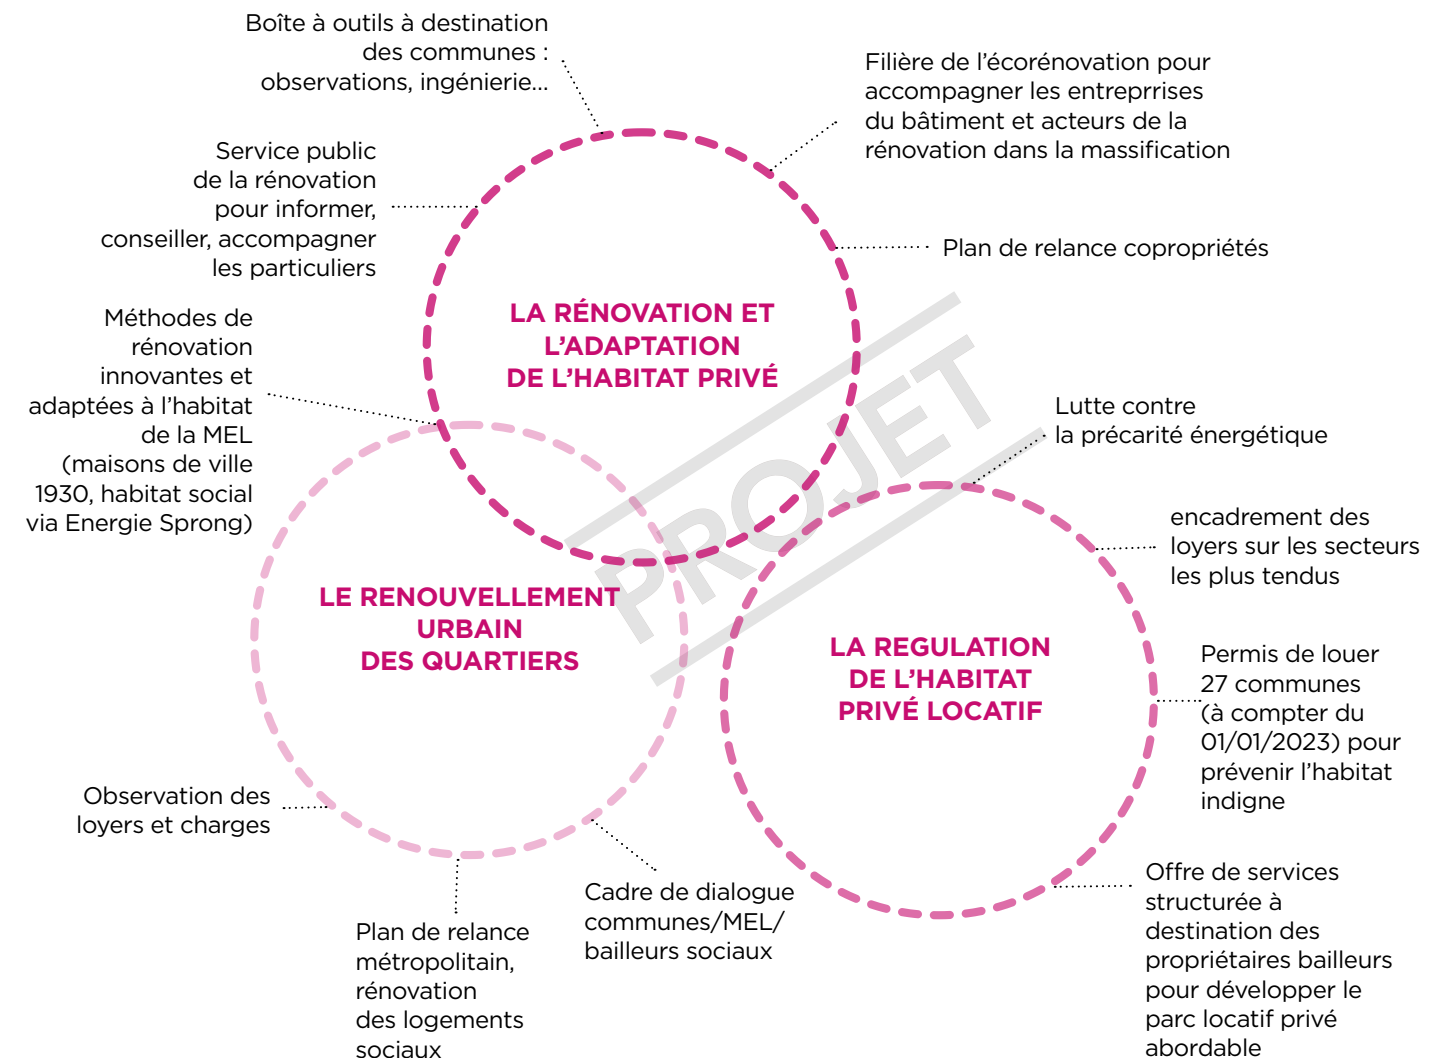 Boîte à outils à destination
des communes :
observations, ingénierie...
Filière de l’écorénovation pour
accompagner les entreprrises
du bâtiment et acteurs de la
rénovation dans la massification
Service public
de la rénovation
pour informer,
conseiller, accompagner
les particuliers
Plan de relance copropriétés
Méthodes de
rénovation
innovantes et
adaptées à l’habitat
de la MEL
(maisons de ville
1930, habitat social
via Energie Sprong)
LA RÉNOVATION ET
L’ADAPTATION
DE L’HABITAT PRIVÉ
PROJET
Lutte contre
la précarité énergétique
encadrement des
loyers sur les secteurs
les plus tendus
LE RENOUVELLEMENT
URBAIN
DES QUARTIERS
LA REGULATION
DE L’HABITAT
PRIVÉ LOCATIF
Permis de louer
27 communes
(à compter du
01/01/2023) pour
prévenir l’habitat
indigne
Observation des
loyers et charges
Cadre de dialogue
communes/MEL/
bailleurs sociaux
Plan de relance
métropolitain,
rénovation
des logements
sociaux
Offre de services
structurée à
destination des
propriétaires bailleurs
pour développer le
parc locatif privé
abordable